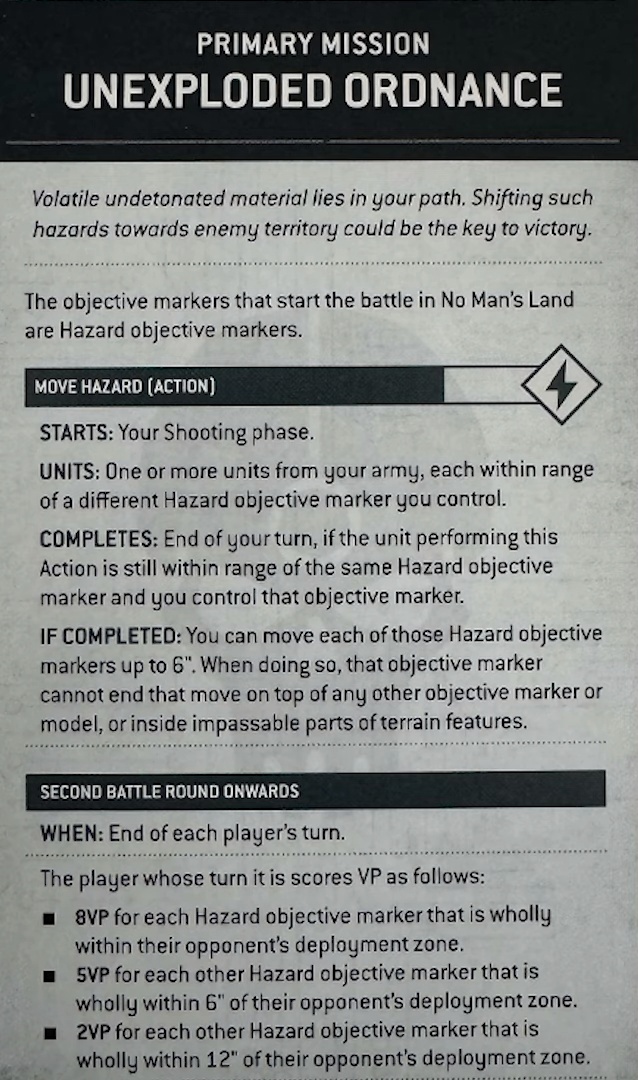 PRIMARY MISSION
UNEXPLODED ORDNANCE
Volatile undetonated material lies in your path. Shifting such
hazards towards enemy territory could be the key to victory.
The objective markers that start the battle in No Man's Land
are Hazard objective markers.
MOVE HAZARD (ACTION)
STARTS: Your Shooting phase.
UNITS: One or more units from your army, each within range
of a different Hazard objective marker you control.
COMPLETES: End of your turn, if the unit performing this
Action is still within range of the same Hazard objective
marker and you control that objective marker.
IF COMPLETED: You can move each of those Hazard objective
markers up to 6". When doing so, that objective marker
cannot end that move on top of any other objective marker or
model, or inside impassable parts of terrain features.
SECOND BATTLE ROUND ONWARDS
WHEN: End of each player's turn.
The player whose turn it is scores VP as follows:
■ 8VP for each Hazard objective marker that is wholly
within their opponent's deployment zone.
■ 5VP for each other Hazard objective marker that is
wholly within 6" of their opponent's deployment zone.
■ 2VP for each other Hazard objective marker that is
wholly within 12" of their opponent's deployment zone.